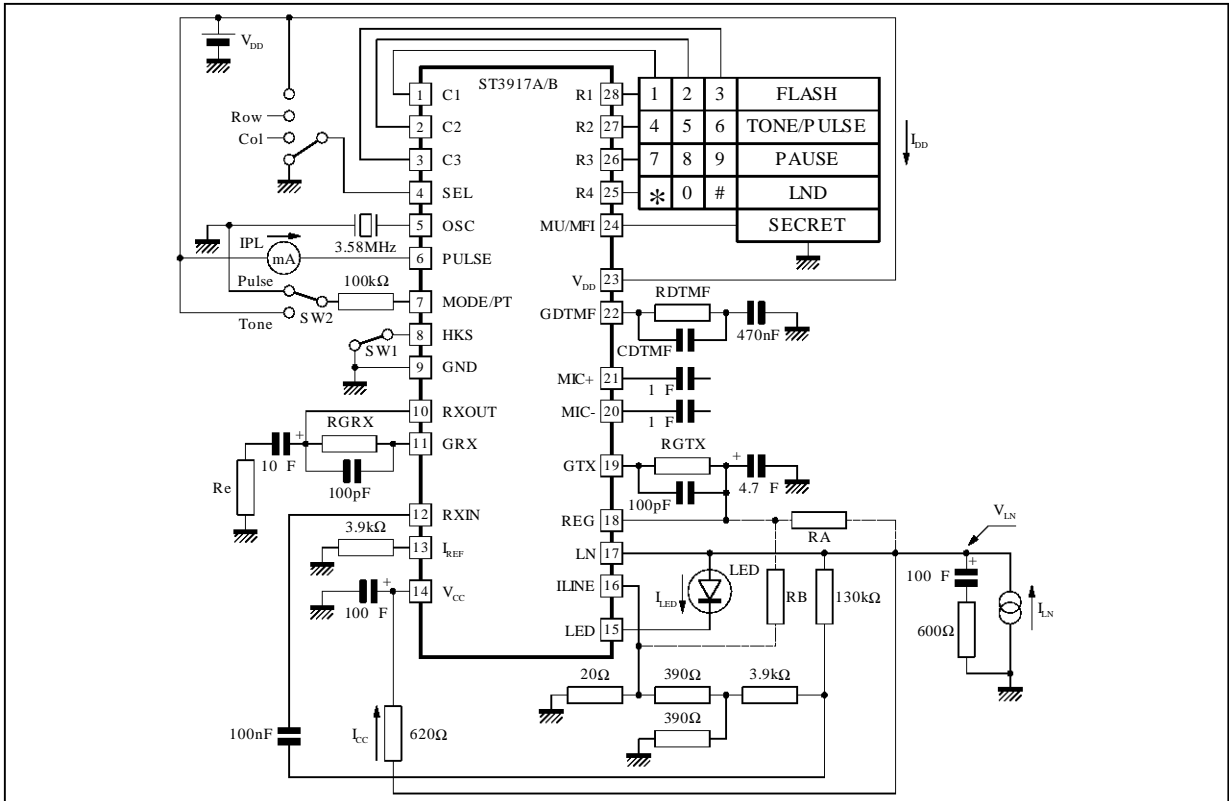 VDD
Row
Col
ST3917A/B
1 C1
2 C2
3 C3
4 SEL
5 OSC
6 PULSE
7 MODE/PT
8 HKS
9 GND
10 RXOUT
11 GRX
12 RXIN
13 IREF
14 VCC
R1 28
R2 27
R3 26
R4 25
MU/MFI 24
VDD 23
GDTMF 22
MIC+ 21
MIC- 20
GTX 19
REG 18
LN 17
ILINE 16
LED 15
1 2 3 FLASH
4 5 6 TONE/PULSE
7 8 9 PAUSE
* 0 # LND
SECRET
IDD
3.58MHz
IPL
mA
Pulse
Tone
SW2
100kΩ
SW1
RDTMF
CDTMF
470nF
1 F
1 F
RGRX
+
10 F
100pF
Re
RGTX
+
100pF
4.7 F
3.9kΩ
+
100 F
RA
VLN
LED
ILED
RB
130kΩ
100 F
+
600Ω
ILN
20Ω
390Ω
3.9kΩ
390Ω
100nF
ICC
620Ω